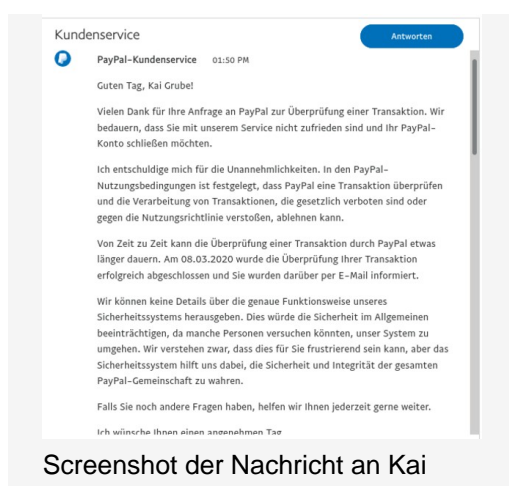 Kundenservice
Antworten
PayPal-Kundenservice 01:50 PM
Guten Tag, Kai Grube!
Vielen Dank für Ihre Anfrage an PayPal zur Überprüfung einer Transaktion. Wir
bedauern, dass Sie mit unserem Service nicht zufrieden sind und Ihr PayPal-
Konto schließen möchten.
Ich entschuldige mich für die Unannehmlichkeiten. In den PayPal-
Nutzungsbedingungen ist festgelegt, dass PayPal eine Transaktion überprüfen
und die Verarbeitung von Transaktionen, die gesetzlich verboten sind oder
gegen die Nutzungsrichtlinie verstoßen, ablehnen kann.
Von Zeit zu Zeit kann die Überprüfung einer Transaktion durch PayPal etwas
länger dauern. Am 08.03.2020 wurde die Überprüfung Ihrer Transaktion
erfolgreich abgeschlossen und Sie wurden darüber per E-Mail informiert.
Wir können keine Details über die genaue Funktionsweise unseres
Sicherheitssystems herausgeben. Dies würde die Sicherheit im Allgemeinen
beeinträchtigen, da manche Personen versuchen könnten, unser System zu
umgehen. Wir verstehen zwar, dass dies für Sie frustrierend sein kann, aber das
Sicherheitssystem hilft uns dabei, die Sicherheit und Integrität der gesamten
PayPal-Gemeinschaft zu wahren.
Falls Sie noch andere Fragen haben, helfen wir Ihnen jederzeit gerne weiter.
Ich wünsche Ihnen einen angenehmen Tag
Screenshot der Nachricht an Kai